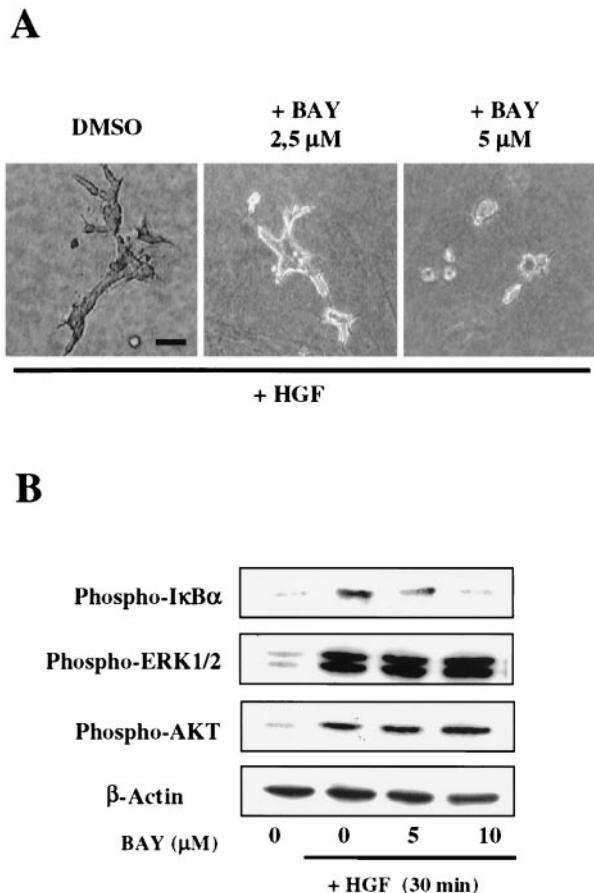 A
DMSO
+ BAY
2,5 μM
+ BAY
5 μM
+ HGF
B
Phospho-IκBα
Phospho-ERK1/2
Phospho-AKT
β-Actin
BAY (μM) 0 0 5 10
+ HGF (30 min)